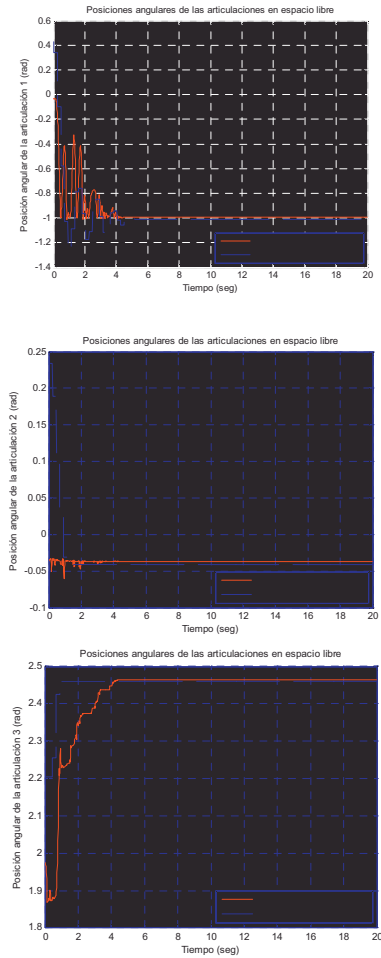 Posiciones angulares de las articulaciones en espacio libre
Posición angular de la articulación 1 (rad)
0.6
0.4
0.2
0
-0.2
-0.4
-0.6
-0.8
-1
-1.2
-1.4
0 2 4 6 8 10 12 14 16 18 20
Tiempo (seg)
Posiciones angulares de las articulaciones en espacio libre
Posición angular de la articulación 2 (rad)
0.25
0.2
0.15
0.1
0.05
0
-0.05
-0.1
0 2 4 6 8 10 12 14 16 18 20
Tiempo (seg)
Posiciones angulares de las articulaciones en espacio libre
Posición angular de la articulación 3 (rad)
2.5
2.4
2.3
2.2
2.1
2
1.9
1.8
0 2 4 6 8 10 12 14 16 18 20
Tiempo (seg)